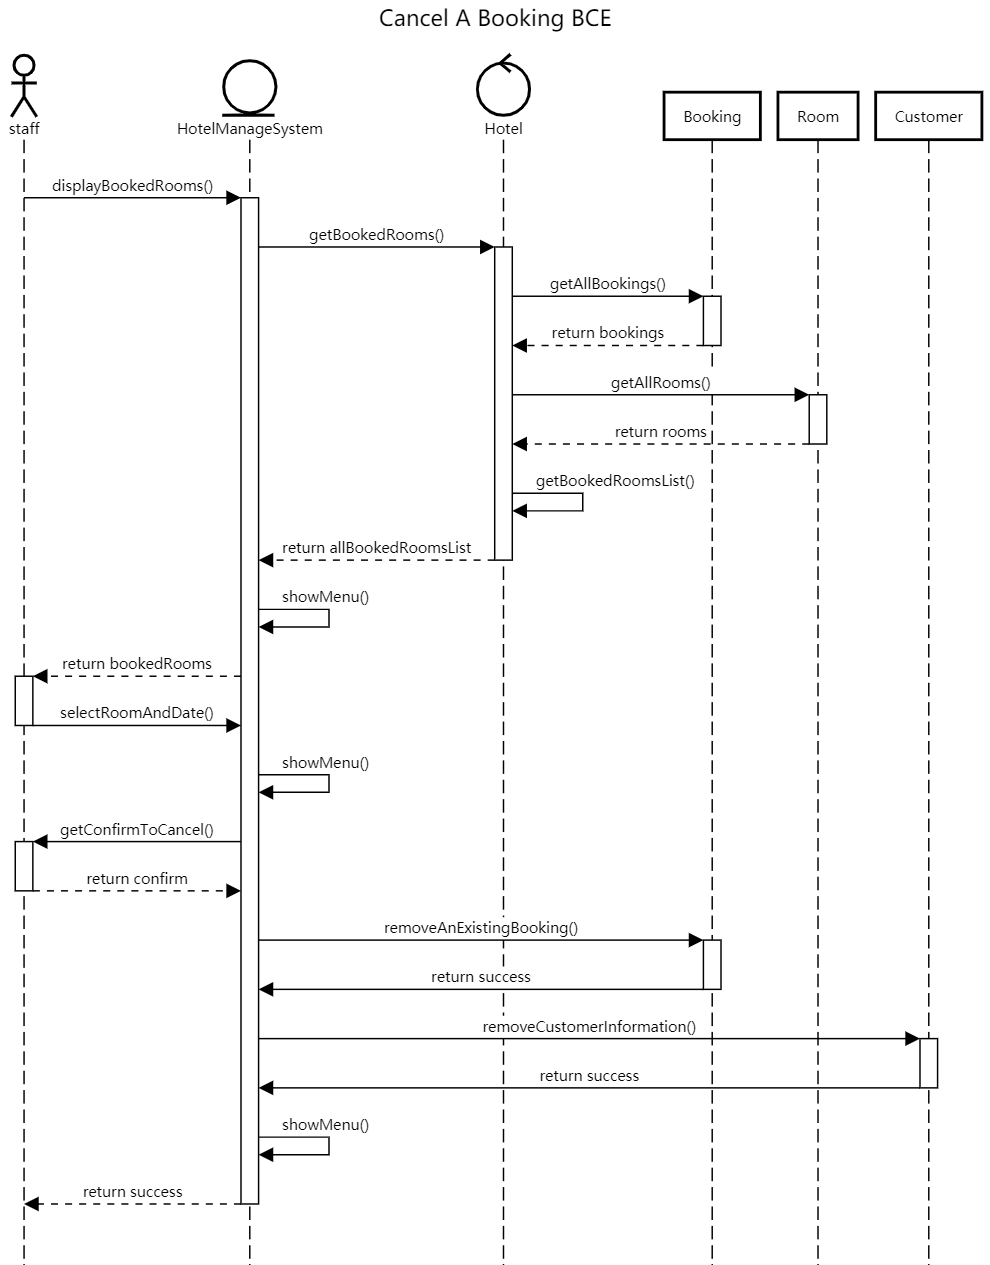 Cancel A Booking BCE
staff
HotelManageSystem
Hotel
Booking
Room
Customer
displayBookedRooms()
getBookedRooms()
getAllBookings()
return bookings
getAllRooms()
return rooms
getBookedRoomsList()
return allBookedRoomsList
showMenu()
return bookedRooms
selectRoomAndDate()
showMenu()
getConfirmToCancel()
return confirm
removeAnExistingBooking()
return success
removeCustomerInformation()
return success
showMenu()
return success